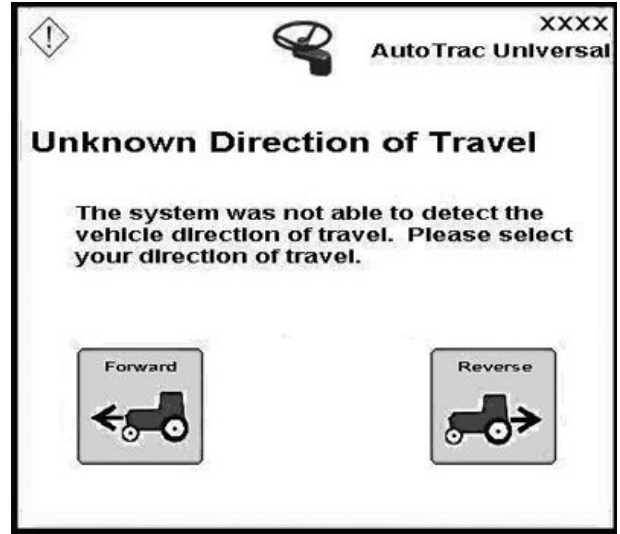 XXXX
AutoTrac Universal
Unknown Direction of Travel
The system was not able to detect the
vehicle direction of travel. Please select
your direction of travel.
Forward
Reverse